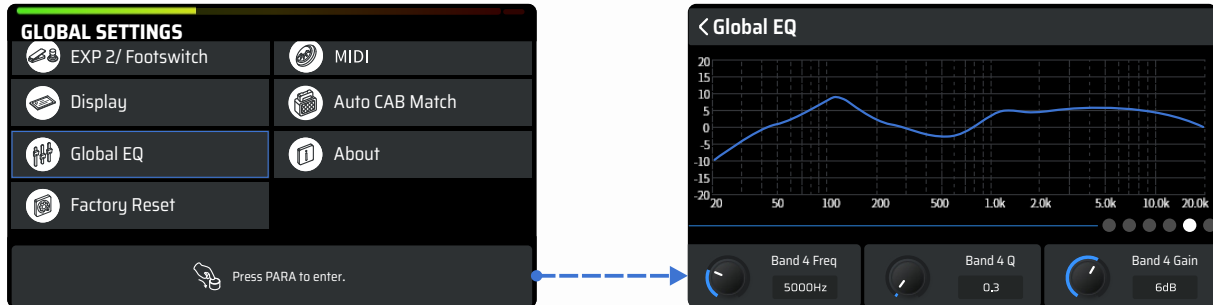 GLOBAL SETTINGS
EXP 2/ Footswitch
MIDI
Display
Auto CAB Match
Global EQ
About
Factory Reset
Press PARA to enter.
Global EQ
20
15
10
5
0
-5
-10
-15
-20
20 50 100 200 500 1.0k 2.0k 5.0k 10.0k 20.0k
Band 4 Freq
5000Hz
Band 4 Q
0.3
Band 4 Gain
6dB